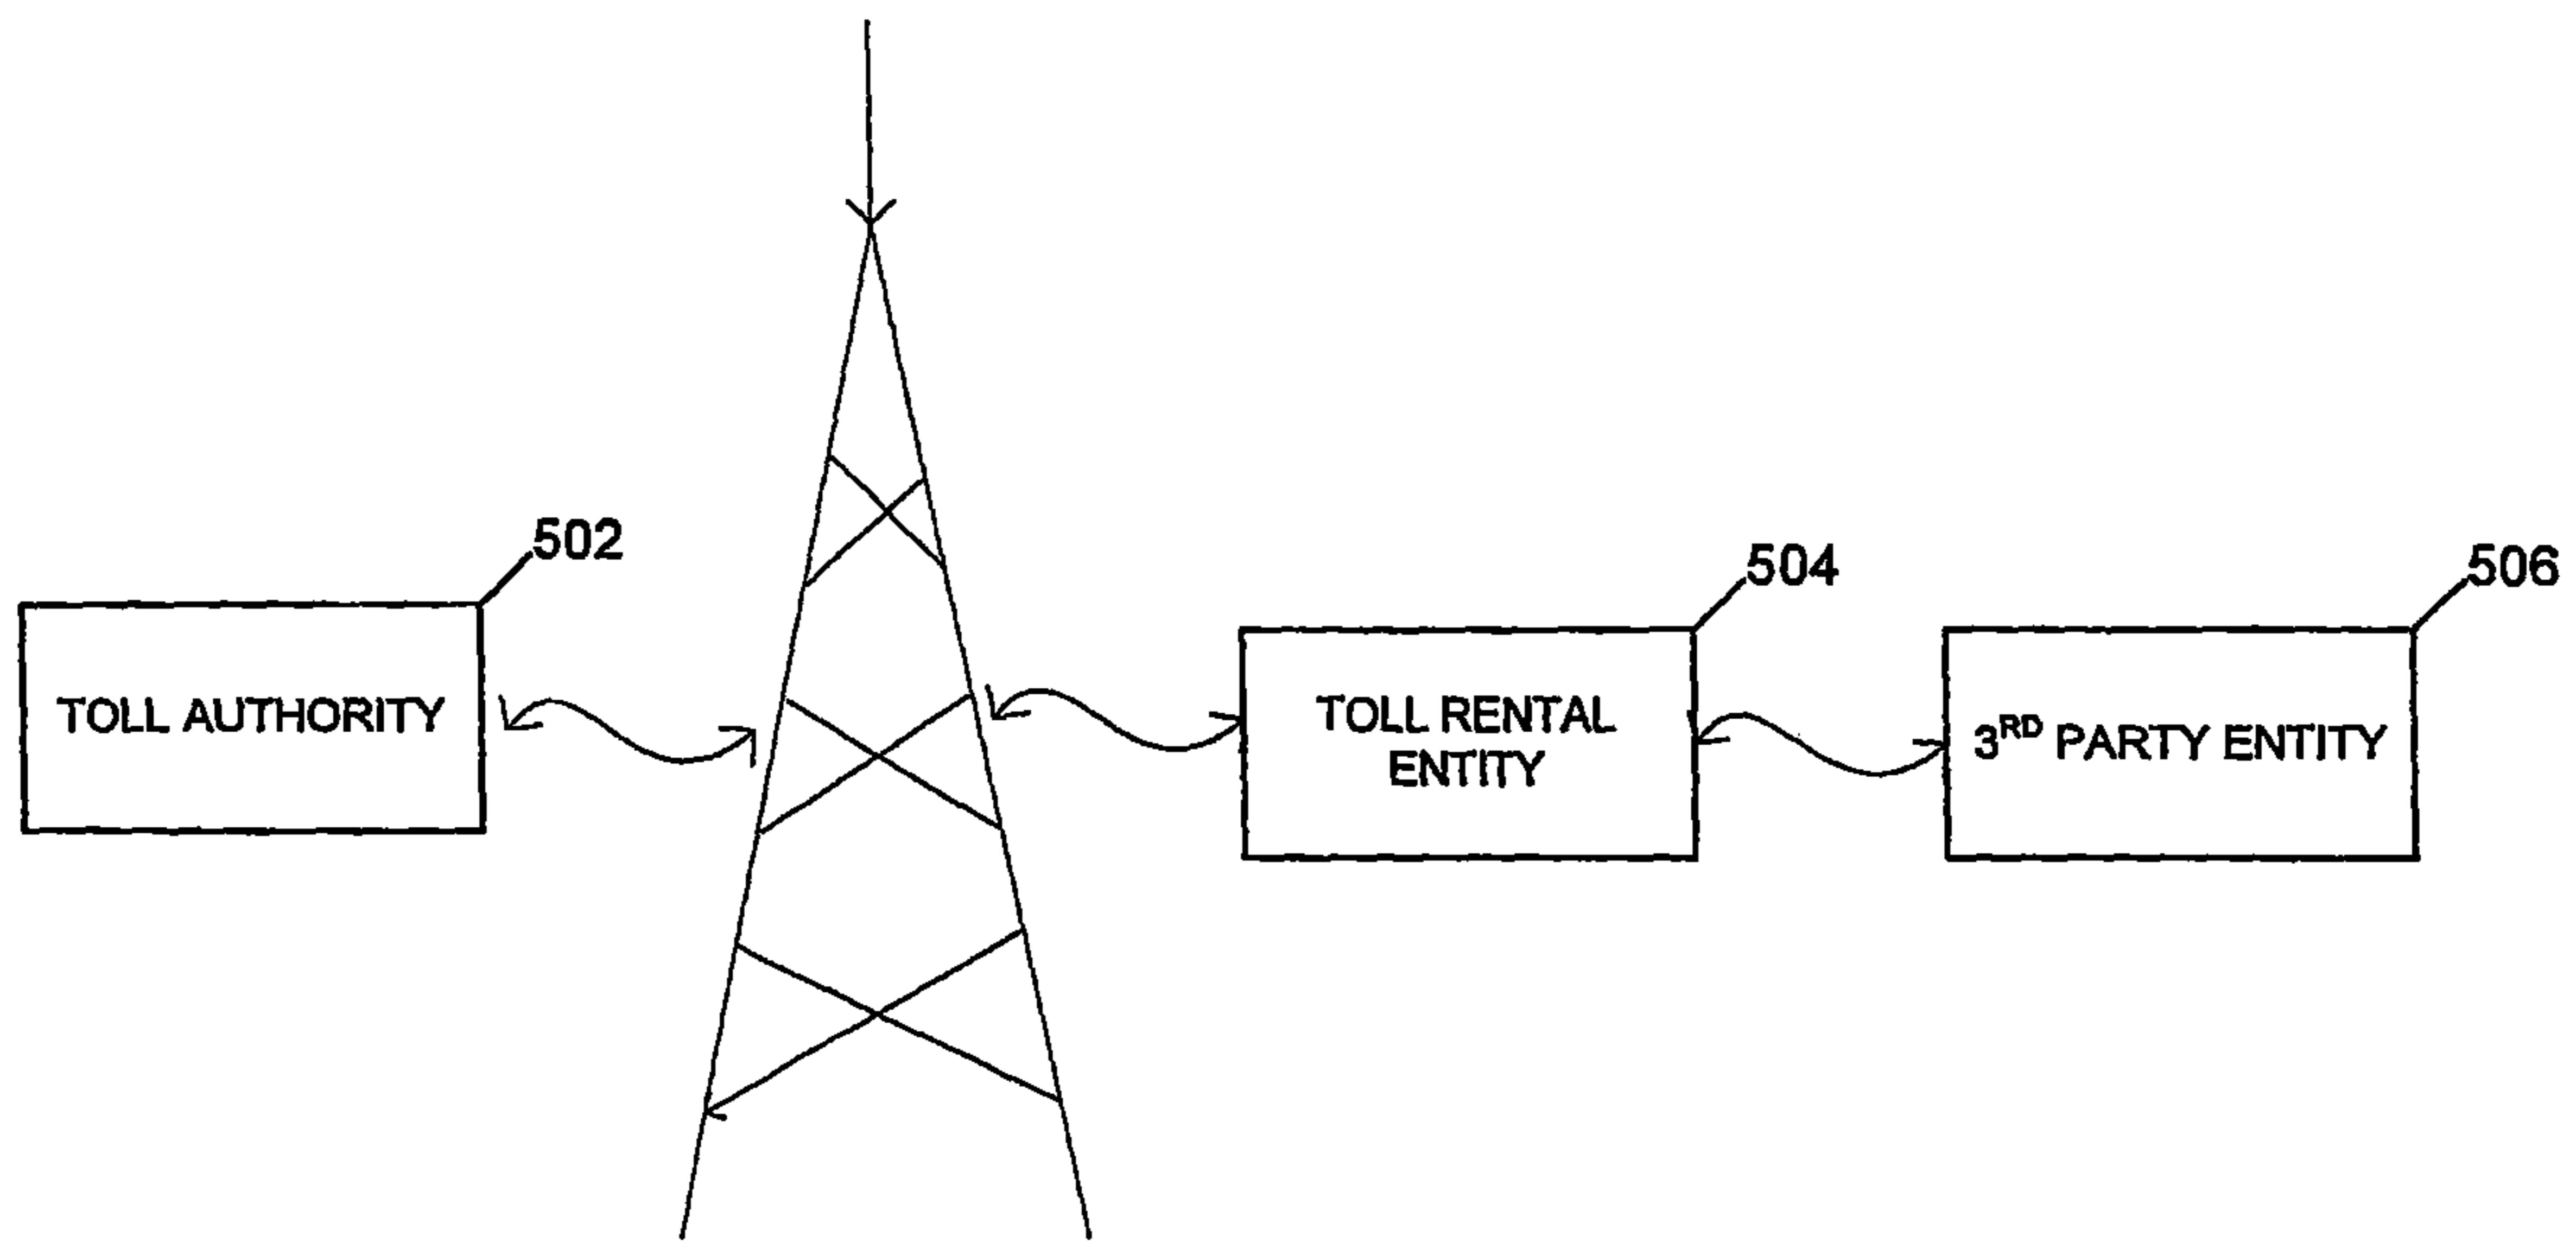 502
504
506
TOLL AUTHORITY
TOLL RENTAL
ENTITY
3RD PARTY ENTITY